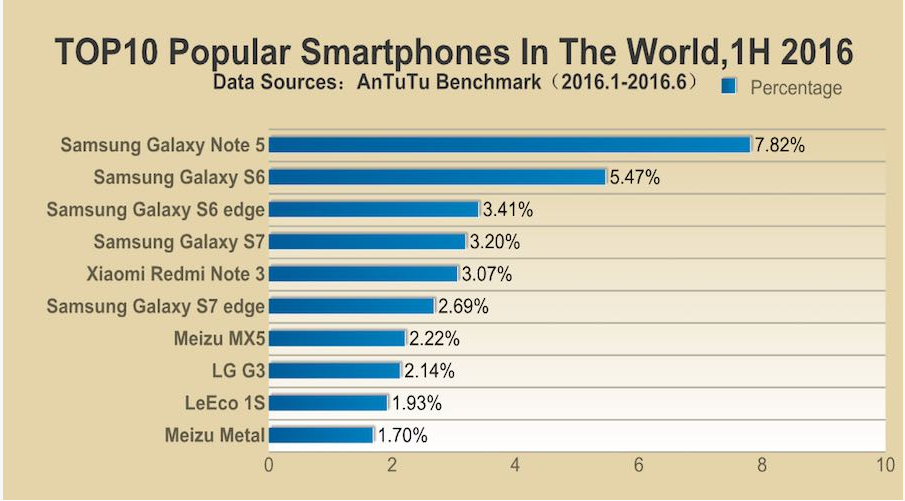 TOP10 Popular Smartphones In The World,1H 2016
Data Sources：AnTuTu Benchmark（2016.1-2016.6）
Percentage
Samsung Galaxy Note 5 7.82%
Samsung Galaxy S6 5.47%
Samsung Galaxy S6 edge 3.41%
Samsung Galaxy S7 3.20%
Xiaomi Redmi Note 3 3.07%
Samsung Galaxy S7 edge 2.69%
Meizu MX5 2.22%
LG G3 2.14%
LeEco 1S 1.93%
Meizu Metal 1.70%
0 2 4 6 8 10